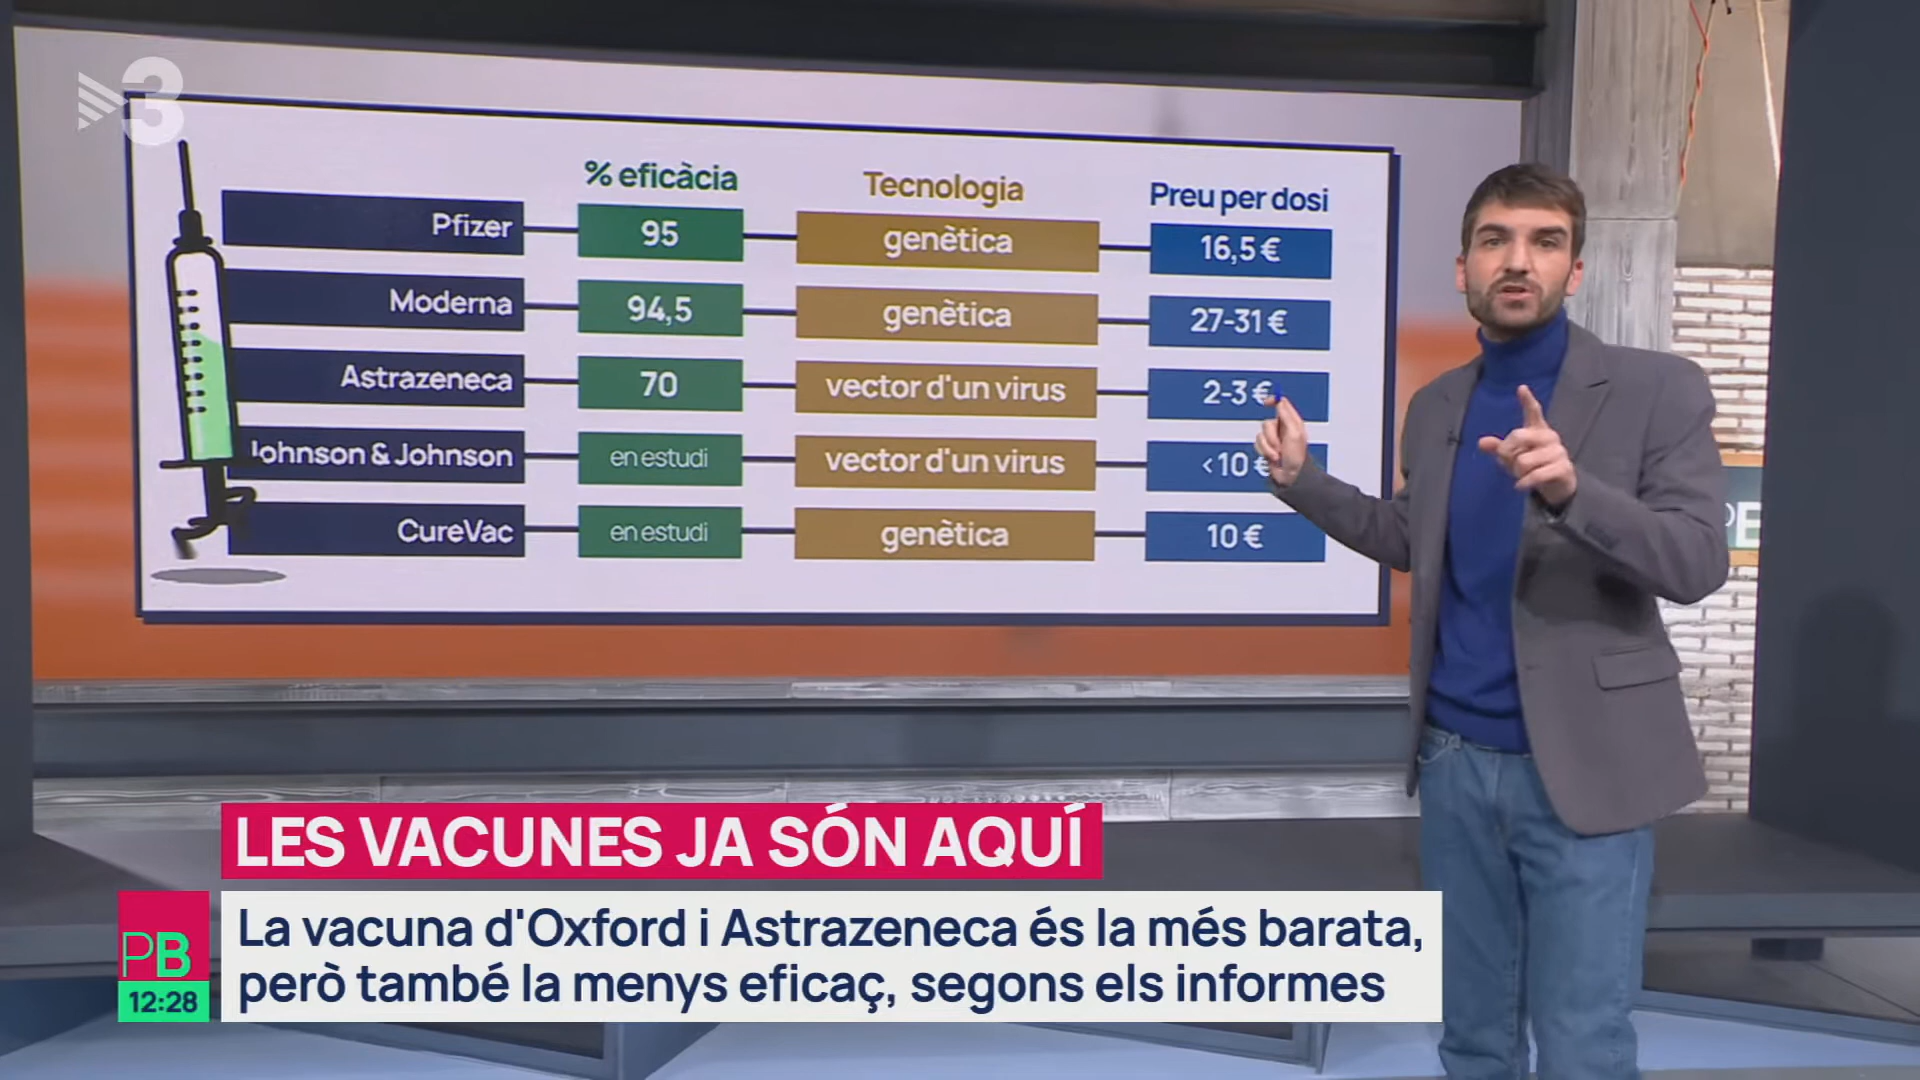 3
% eficàcia Tecnologia Preu per dosi
Pfizer 95 genètica 16,5 €
Moderna 94,5 genètica 27-31 €
Astrazeneca 70 vector d'un virus 2-3 €
Johnson & Johnson en estudi vector d'un virus <10 €
CureVac en estudi genètica 10 €
PB
LES VACUNES JA SÓN AQUÍ
La vacuna d'Oxford i Astrazeneca és la més barata,
però també la menys eficaç, segons els informes
PB
12:28